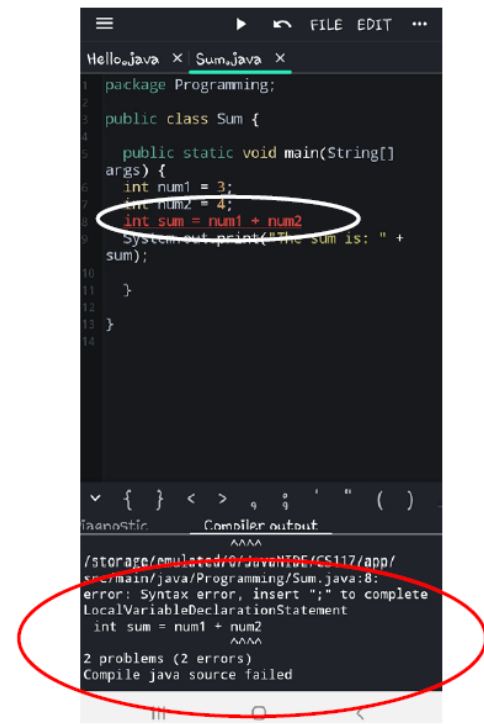 FILE EDIT
Hello.java × Sum.java ×
1 package Programming;
2
3 public class Sum {
4
5 public static void main(String[]
args) {
6 int num1 = 3;
7 int num2 = 4;
8 int sum = num1 + num2
9 System.out.print("The sum is: " +
sum);
10
11 }
12
13 }
14
{ } < > , ; ' " ( )
Compiler output
^^^^
/storage/emulated/0/JavaNIDE/CS117/app/
src/main/java/Programming/Sum.java:8:
error: Syntax error, insert ";" to complete
LocalVariableDeclarationStatement
int sum = num1 + num2
^^^^
2 problems (2 errors)
Compile java source failed